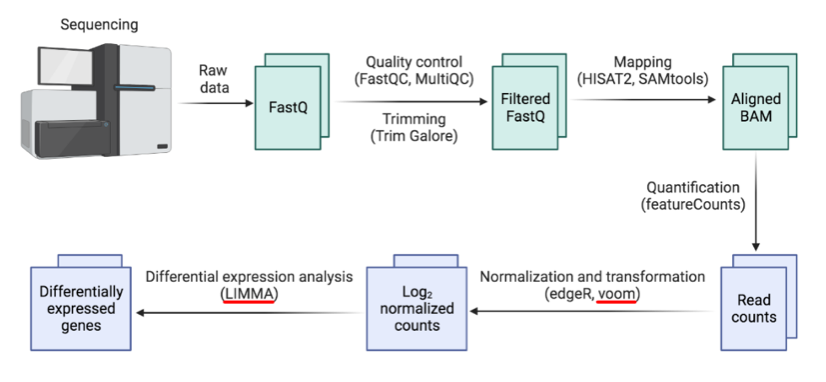 Sequencing
Raw
data
FastQ
Quality control
(FastQC, MultiQC)
Trimming
(Trim Galore)
Filtered
FastQ
Mapping
(HISAT2, SAMtools)
Aligned
BAM
Quantification
(featureCounts)
Read
counts
Normalization and transformation
(edgeR, voom)
Log₂
normalized
counts
Differential expression analysis
(LIMMA)
Differentially
expressed
genes